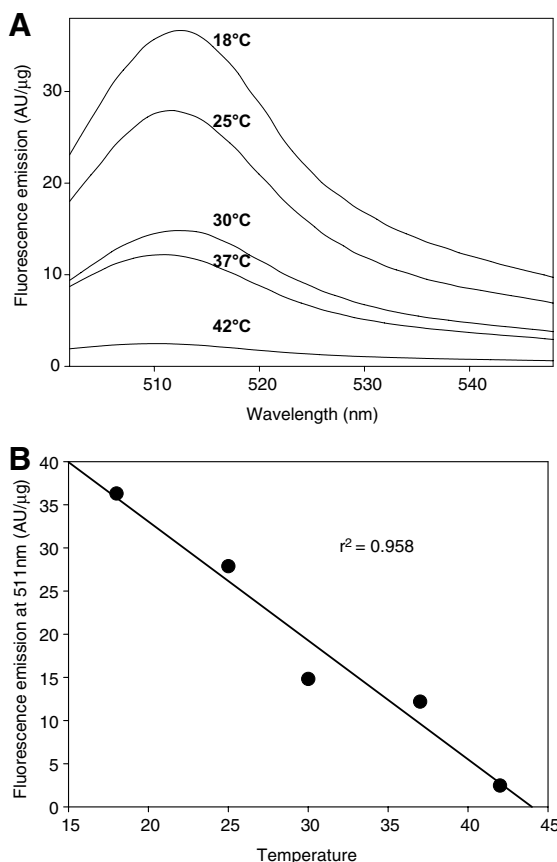 A
Fluorescence emission (AU/μg)
30
20
10
0
18°C
25°C
30°C
37°C
42°C
510 520 530 540
Wavelength (nm)
B
Fluorescence emission at 511nm (AU/μg)
40
35
30
25
20
15
10
5
0
r² = 0.958
15 20 25 30 35 40 45
Temperature